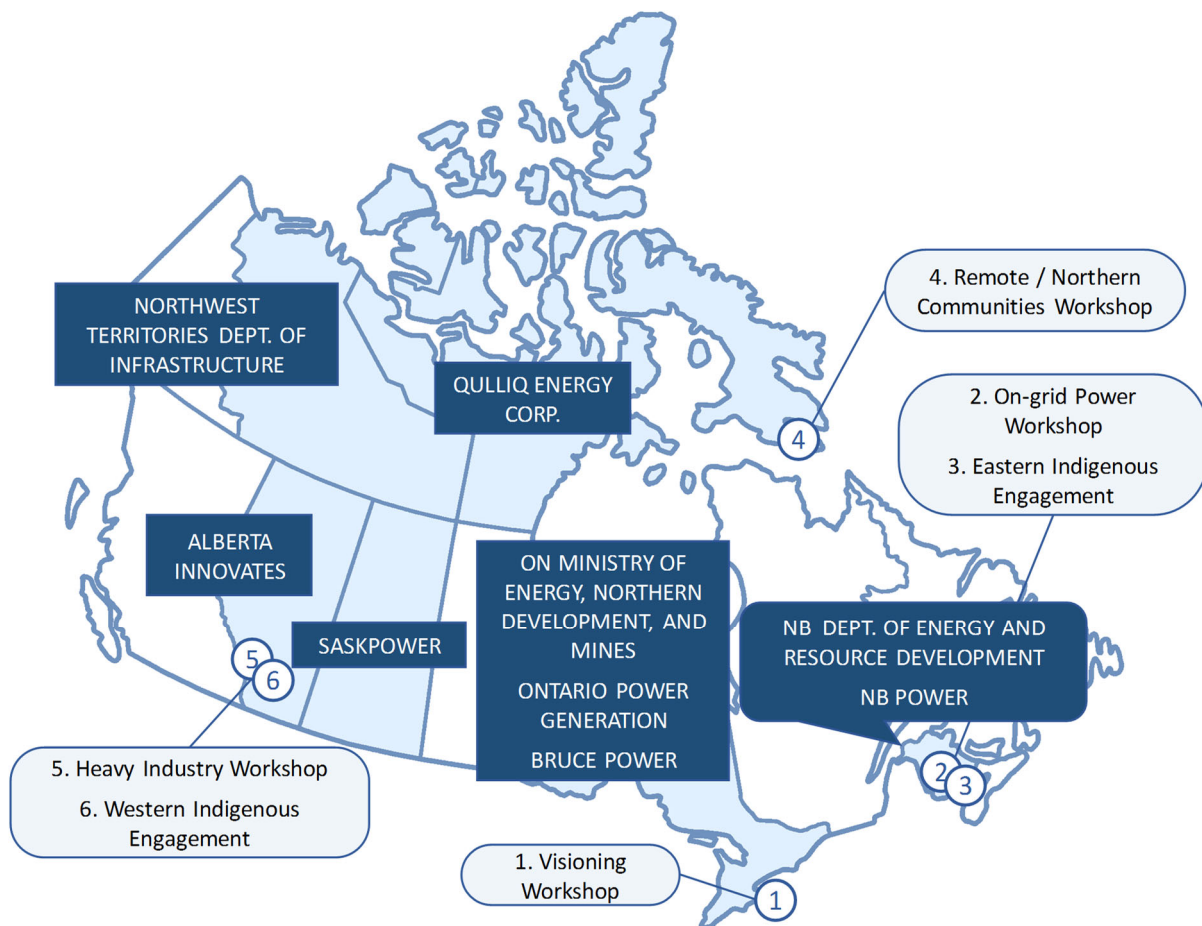 4. Remote / Northern
Communities Workshop
NORTHWEST
TERRITORIES DEPT. OF
INFRASTRUCTURE
QULLIQ ENERGY
CORP.
2. On-grid Power
Workshop
3. Eastern Indigenous
Engagement
4
ALBERTA
INNOVATES
ON MINISTRY OF
ENERGY, NORTHERN
DEVELOPMENT, AND
MINES
ONTARIO POWER
GENERATION
BRUCE POWER
SASKPOWER
NB DEPT. OF ENERGY AND
RESOURCE DEVELOPMENT
NB POWER
5
6
2
3
5. Heavy Industry Workshop
6. Western Indigenous
Engagement
1. Visioning
Workshop
1